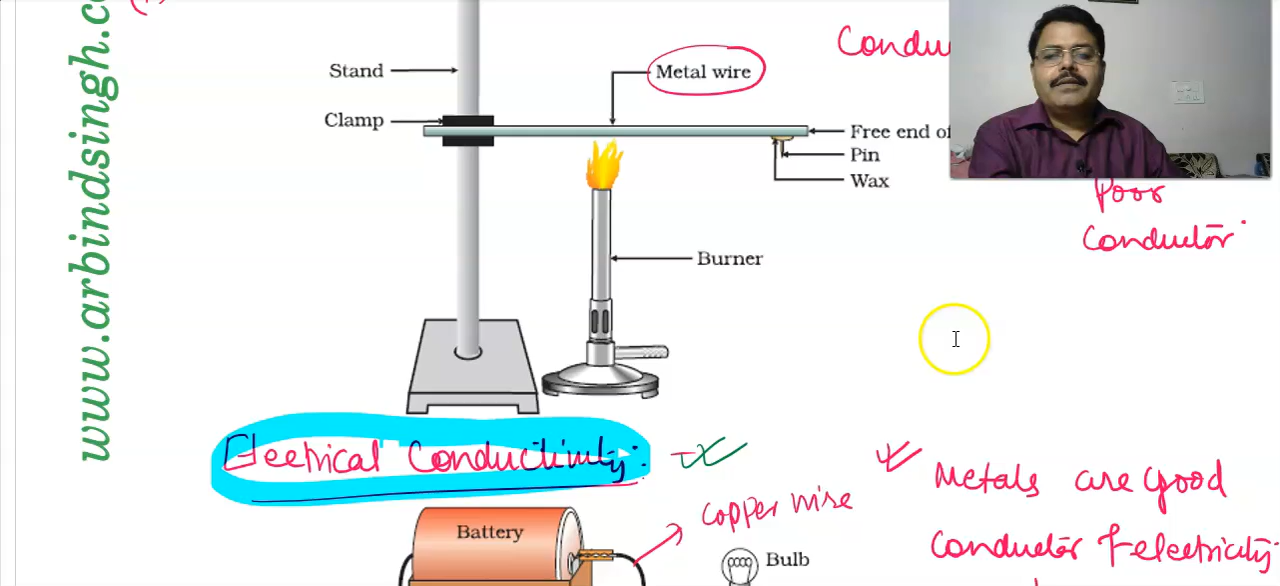 www.arbindsingh.co
Condu
Stand
Metal wire
Clamp
Free end of
Pin
Wax
Poor
Conductor
Burner
Electrical Conductivity:
Metals are good
conductor of electricity
copper wire
Battery
Bulb